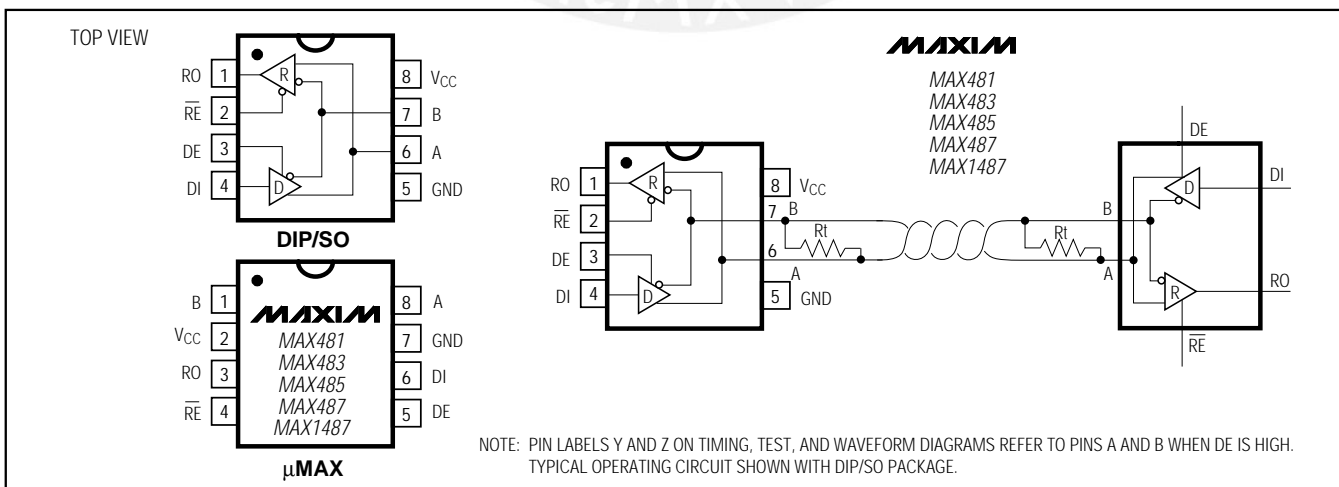 TOP VIEW
RO 1
RE 2
DE 3
DI 4
R
D
8 VCC
7 B
6 A
5 GND
DIP/SO
B 1
VCC 2
RO 3
RE 4
MAXIM
MAX481
MAX483
MAX485
MAX487
MAX1487
8 A
7 GND
6 DI
5 DE
μMAX
MAXIM
MAX481
MAX483
MAX485
MAX487
MAX1487
RO 1
RE 2
DE 3
DI 4
R
D
8 VCC
7 B
6 A
5 GND
Rt
Rt
B
A
DE
D
DI
R
RO
RE
NOTE: PIN LABELS Y AND Z ON TIMING, TEST, AND WAVEFORM DIAGRAMS REFER TO PINS A AND B WHEN DE IS HIGH.
TYPICAL OPERATING CIRCUIT SHOWN WITH DIP/SO PACKAGE.